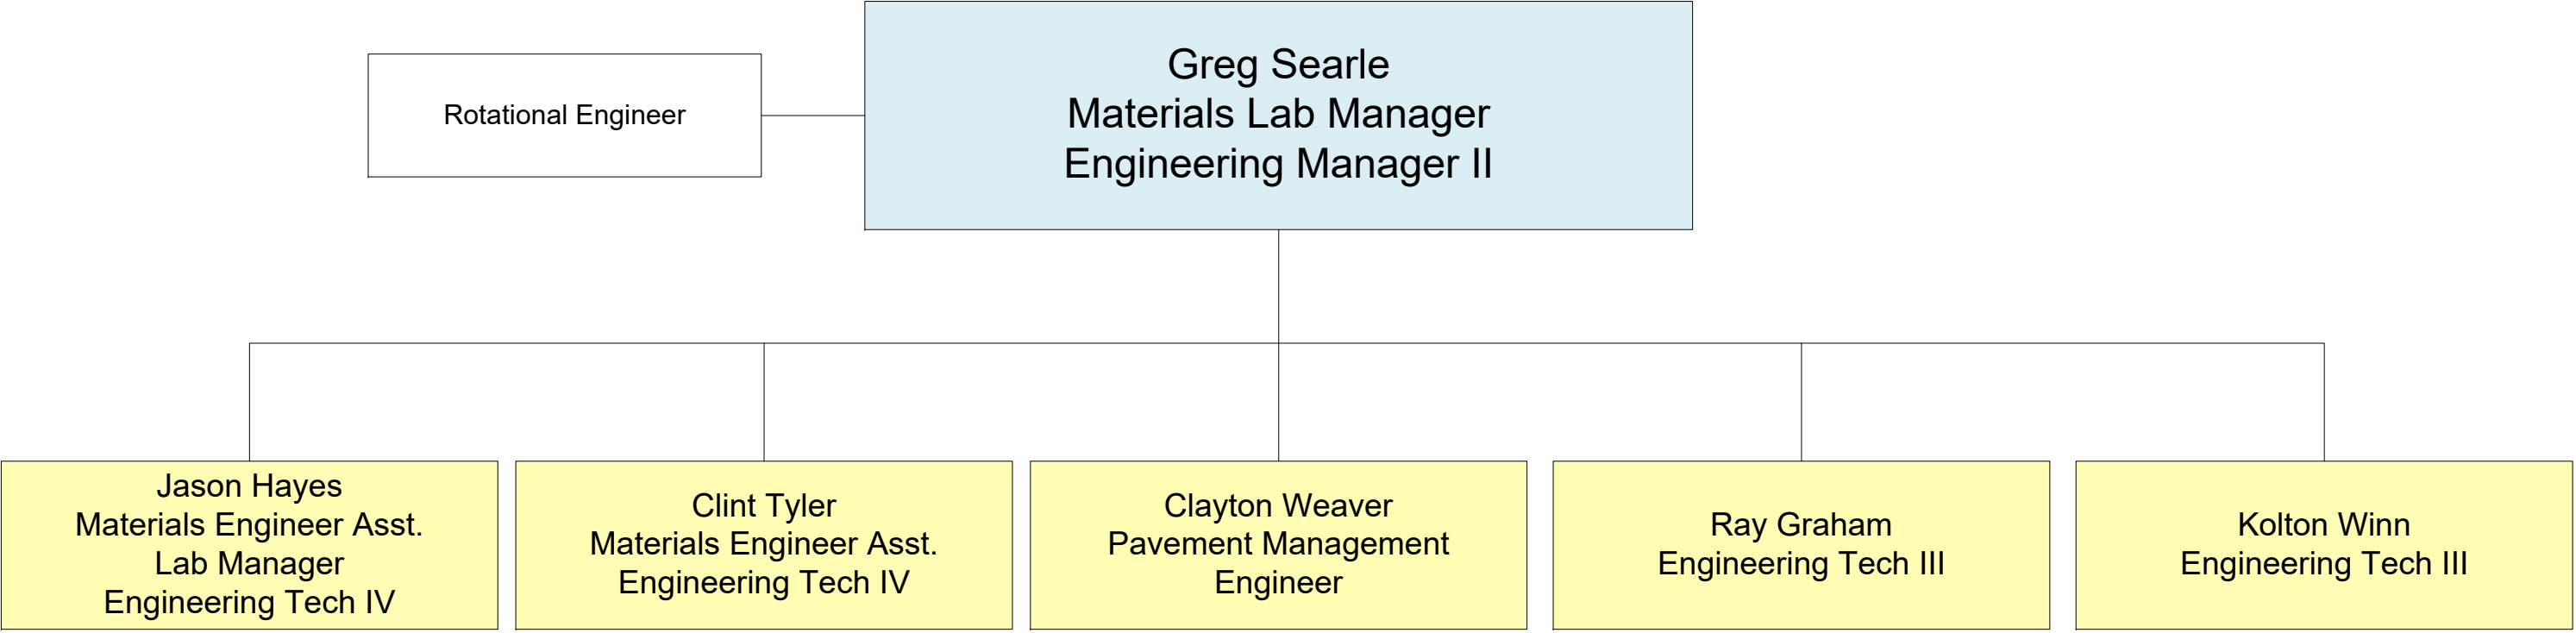 Rotational Engineer
Greg Searle
Materials Lab Manager
Engineering Manager II
Jason Hayes
Materials Engineer Asst.
Lab Manager
Engineering Tech IV
Clint Tyler
Materials Engineer Asst.
Engineering Tech IV
Clayton Weaver
Pavement Management
Engineer
Ray Graham
Engineering Tech III
Kolton Winn
Engineering Tech III